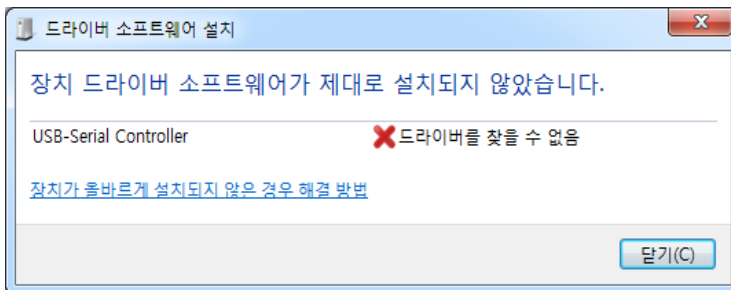 드라이버 소프트웨어 설치
장치 드라이버 소프트웨어가 제대로 설치되지 않았습니다.
USB-Serial Controller 드라이버를 찾을 수 없음
장치가 올바르게 설치되지 않은 경우 해결 방법
닫기(C)